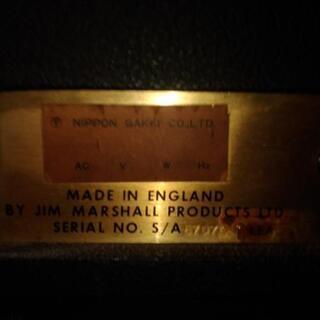 NIPPON GAKKI CO., LTD.
AC V W Hz
MADE IN ENGLAND
BY JIM MARSHALL PRODUCTS LTD
SERIAL NO. S/A